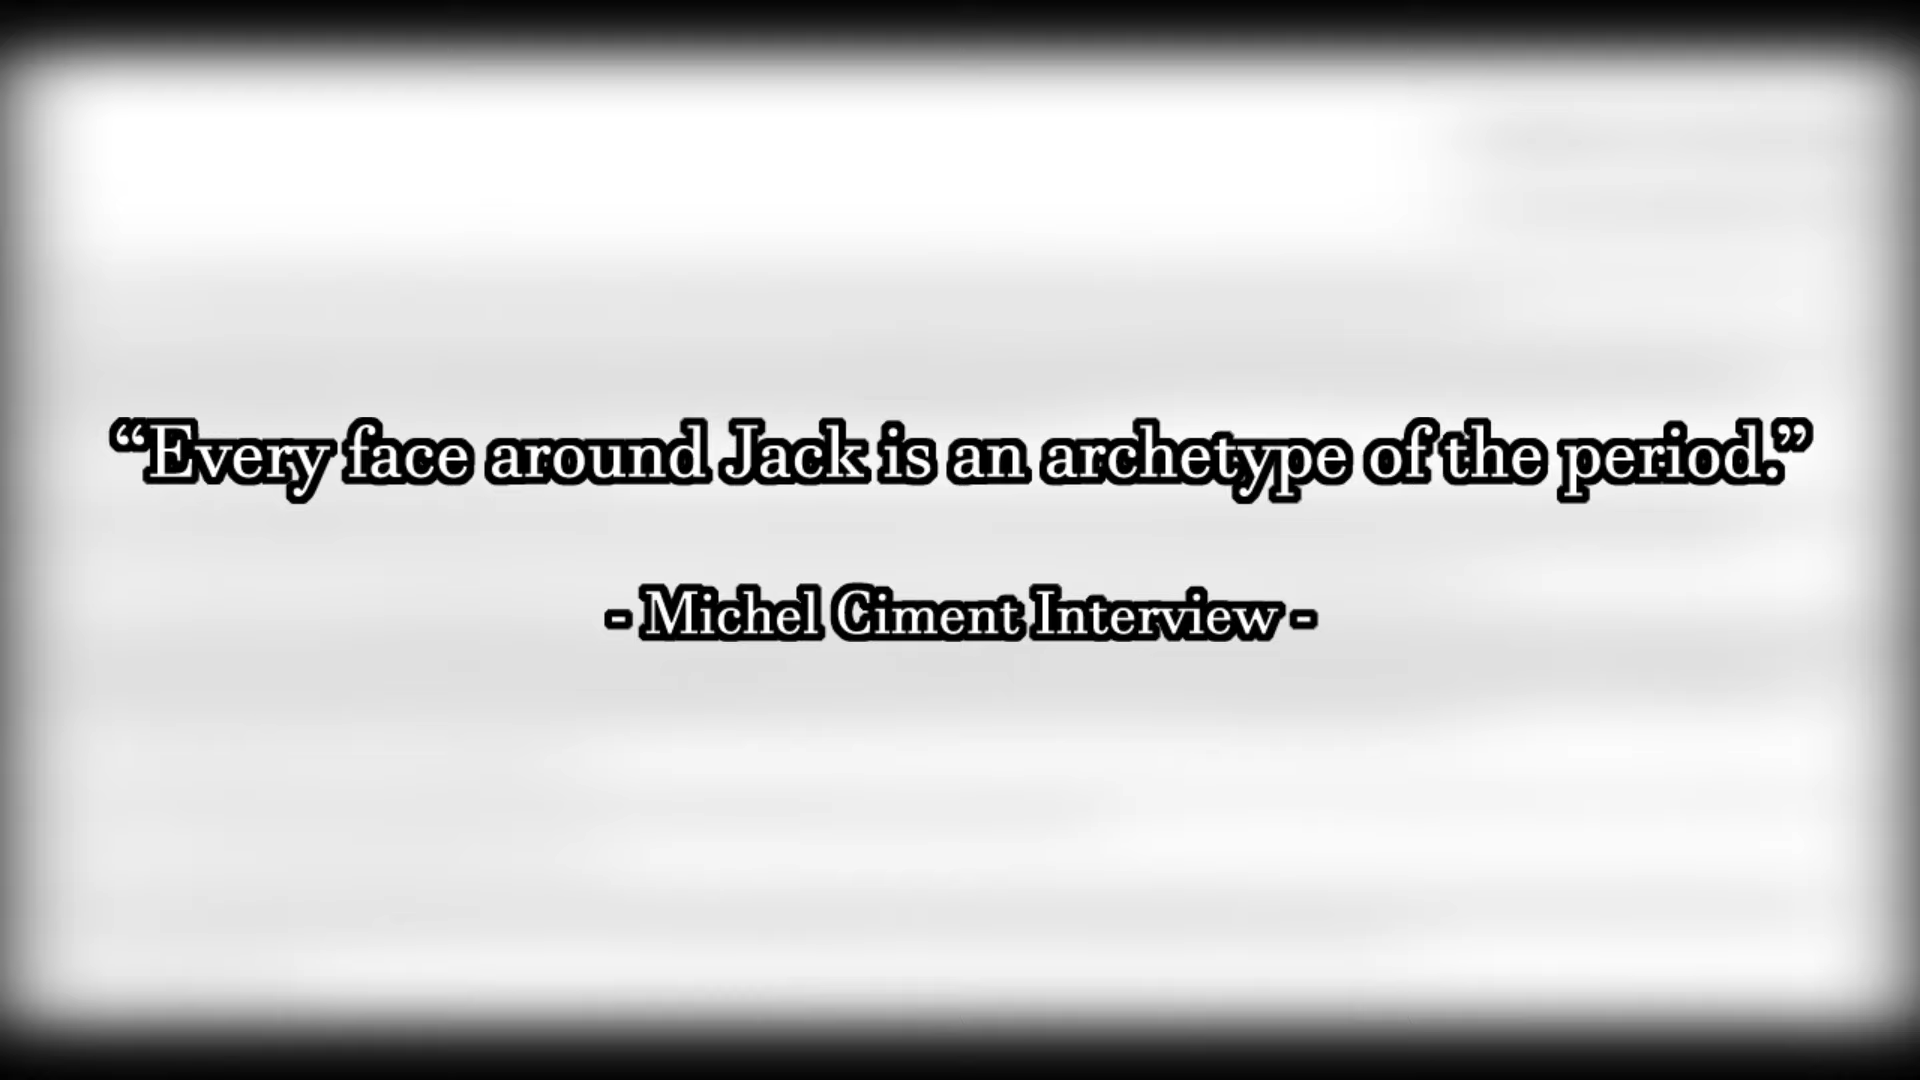 “Every face around Jack is an archetype of the period.”
- Michel Ciment Interview -